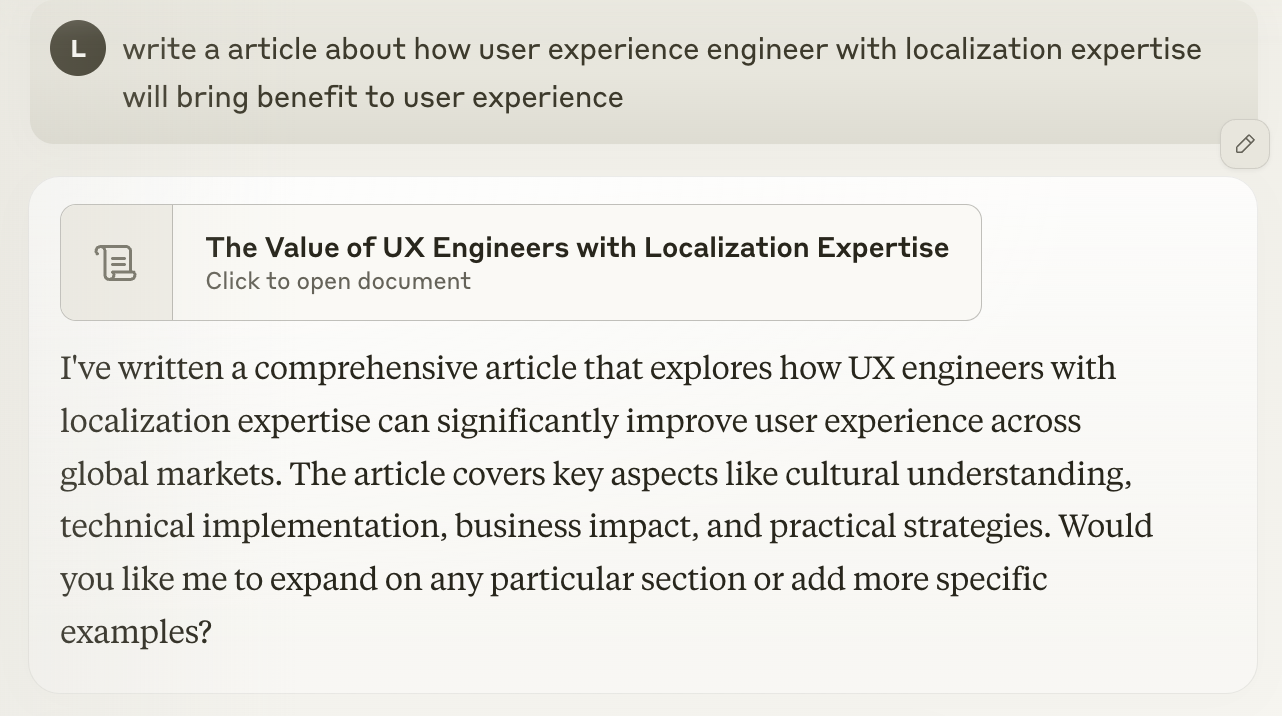 L
write a article about how user experience engineer with localization expertise
will bring benefit to user experience
The Value of UX Engineers with Localization Expertise
Click to open document
I've written a comprehensive article that explores how UX engineers with
localization expertise can significantly improve user experience across
global markets. The article covers key aspects like cultural understanding,
technical implementation, business impact, and practical strategies. Would
you like me to expand on any particular section or add more specific
examples?